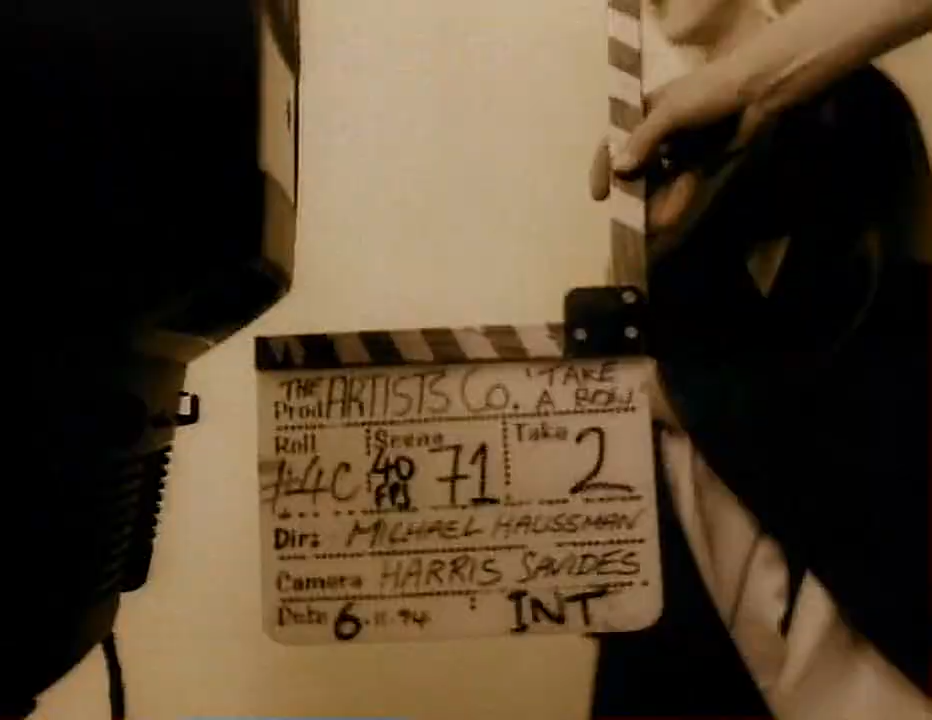 THE ARTISTS Co. 'TAKE
Prod. A BOW'
Roll Scene Take
74C 40 FPS 71 2
Dir: MICHAEL HAUSSMAN
Camera HARRIS SAVIDES
Date 6.11.94 INT